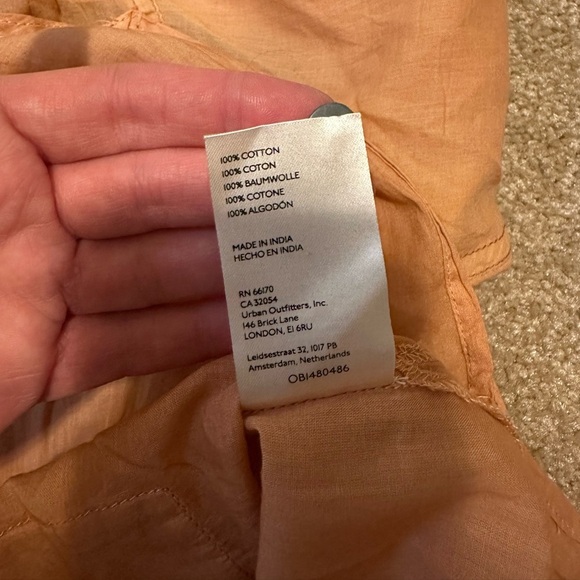 100% COTTON
100% COTON
100% BAUMWOLLE
100% COTONE
100% ALGODÓN
MADE IN INDIA
HECHO EN INDIA
RN 66170
CA 32054
Urban Outfitters, Inc.
146 Brick Lane
LONDON, E1 6RU
Leidsestraat 32, 1017 PB
Amsterdam, Netherlands
OB1480486